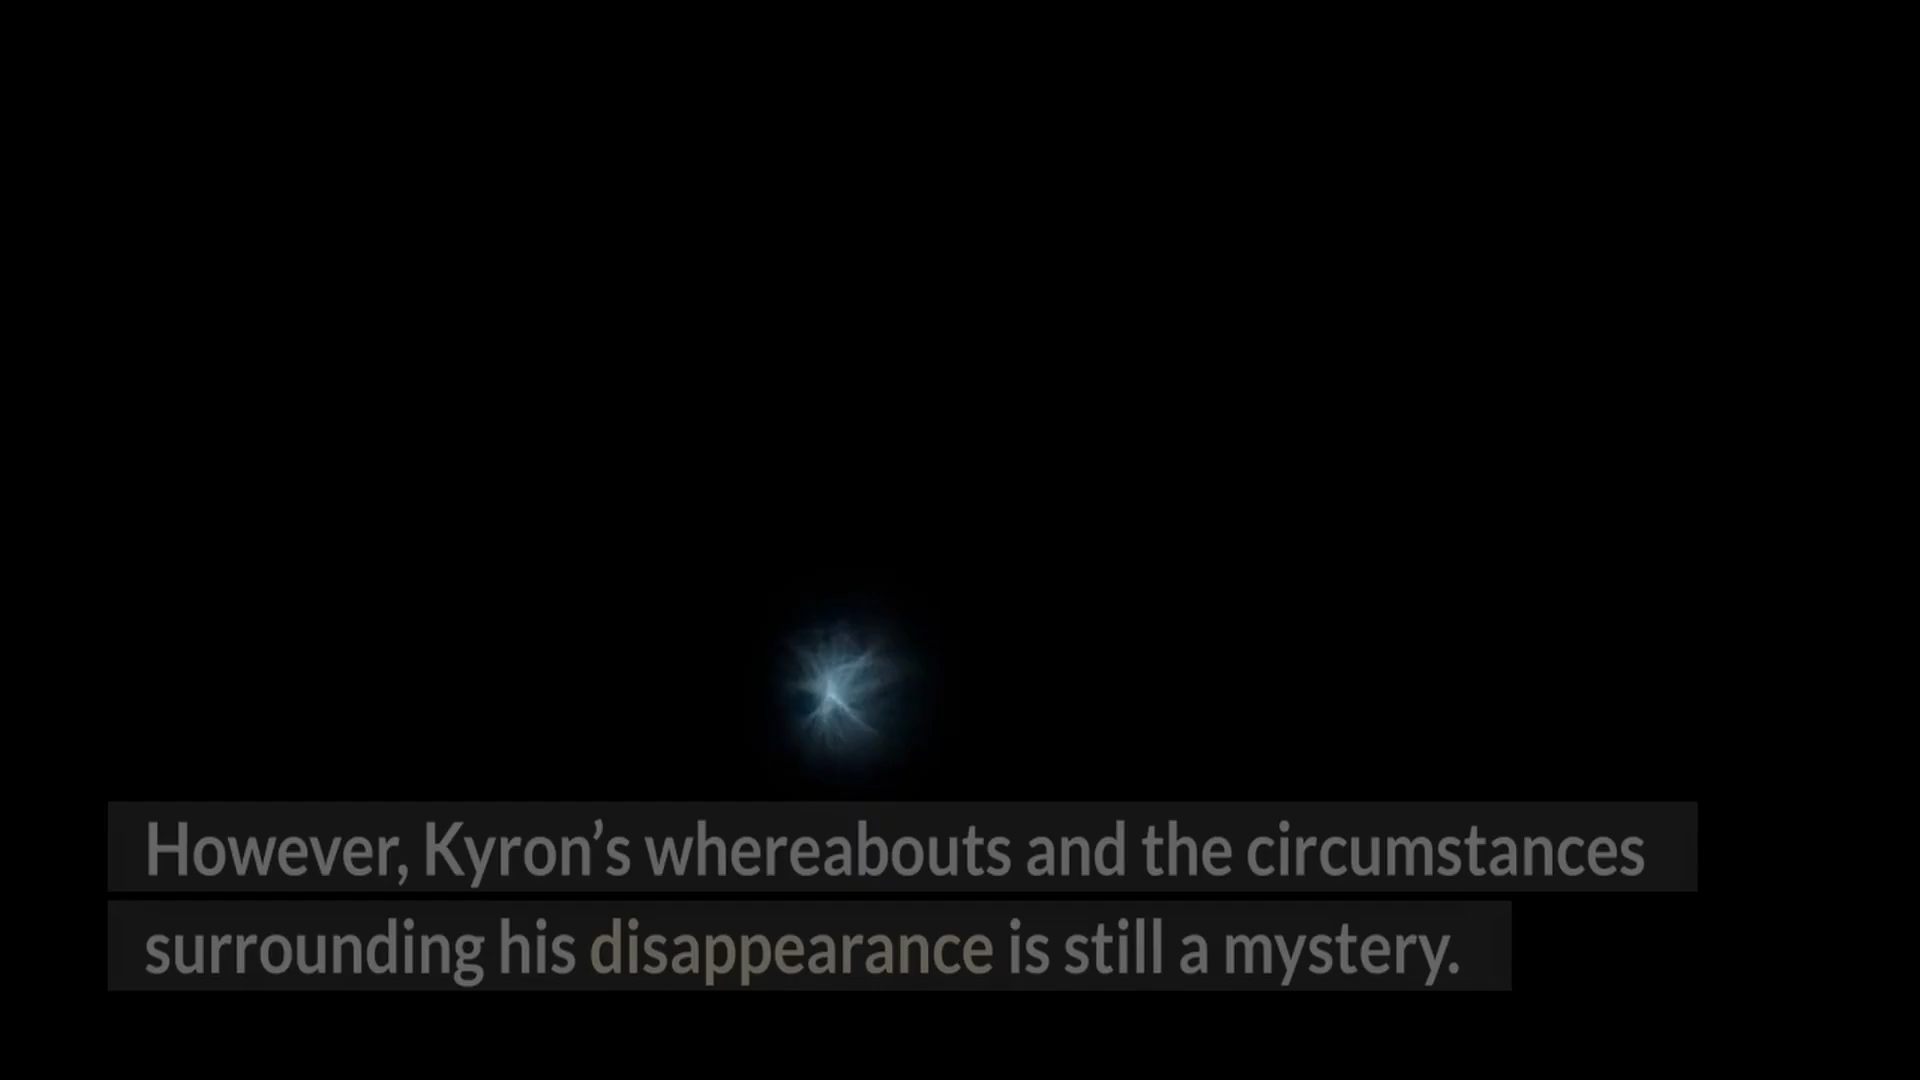 However, Kyron’s whereabouts and the circumstances
surrounding his disappearance is still a mystery.